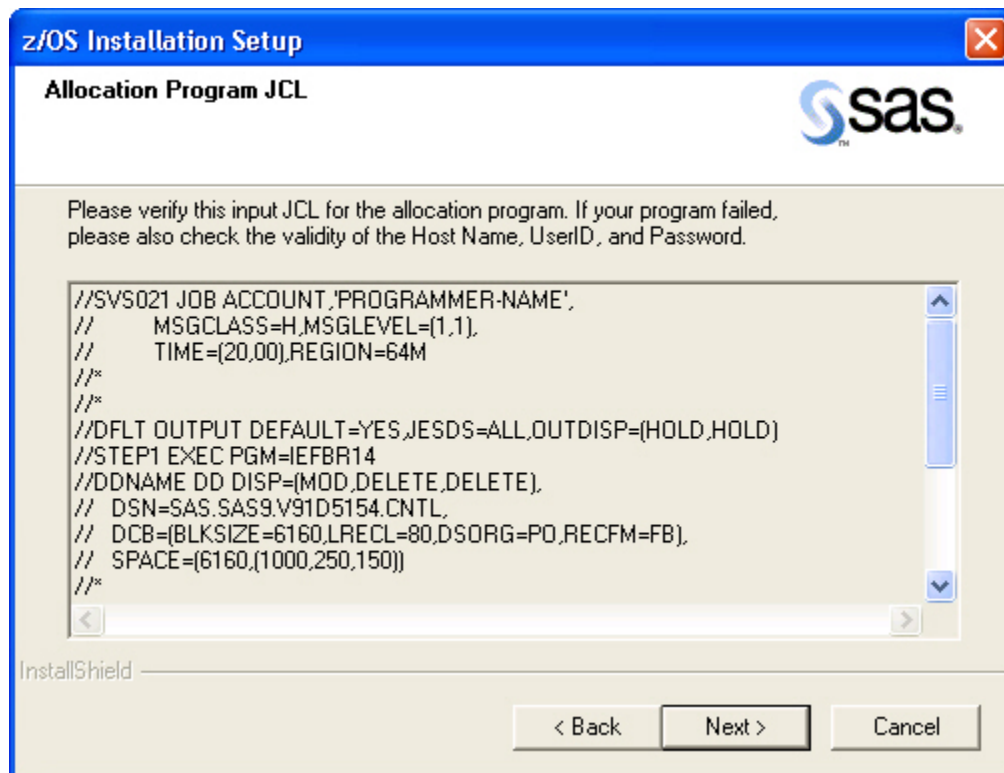 z/OS Installation Setup
Allocation Program JCL
sas.
TM
Please verify this input JCL for the allocation program. If your program failed,
please also check the validity of the Host Name, UserID, and Password.
//SVS021 JOB ACCOUNT,'PROGRAMMER-NAME',
//         MSGCLASS=H,MSGLEVEL=(1,1),
//         TIME=(20,00),REGION=64M
//*
//*
//DFLT OUTPUT DEFAULT=YES,JESDS=ALL,OUTDISP=(HOLD,HOLD)
//STEP1 EXEC PGM=IEFBR14
//DDNAME DD DISP=(MOD,DELETE,DELETE),
//   DSN=SAS.SAS9.V91D5154.CNTL,
//   DCB=(BLKSIZE=6160,LRECL=80,DSORG=PO,RECFM=FB),
//   SPACE=(6160,(1000,250,150))
//*
InstallShield
< Back Next > Cancel